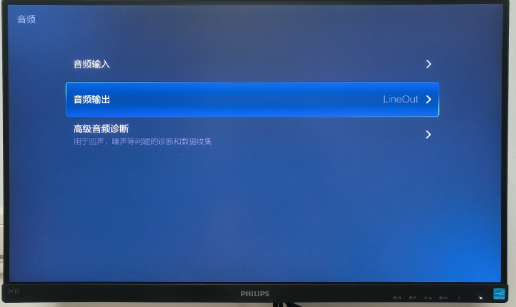 音频
音频输入
音频输出 LineOut
高级音频诊断
用于回声、噪声等问题的诊断和数据收集
PHILIPS